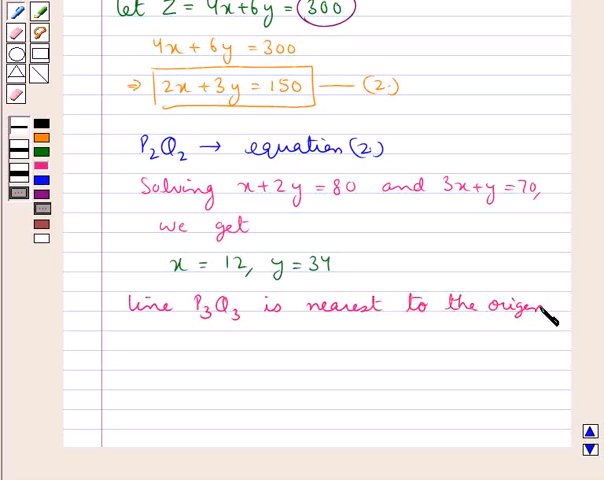 let Z = 4x+6y = 300
4x + 6y = 300
⇒ 2x + 3y = 150 —— (2.)
P₂Q₂ → equation (2.)
Solving x+2y = 80 and 3x+y = 70,
we get
x = 12, y = 34
line P₃Q₃ is nearest to the origen